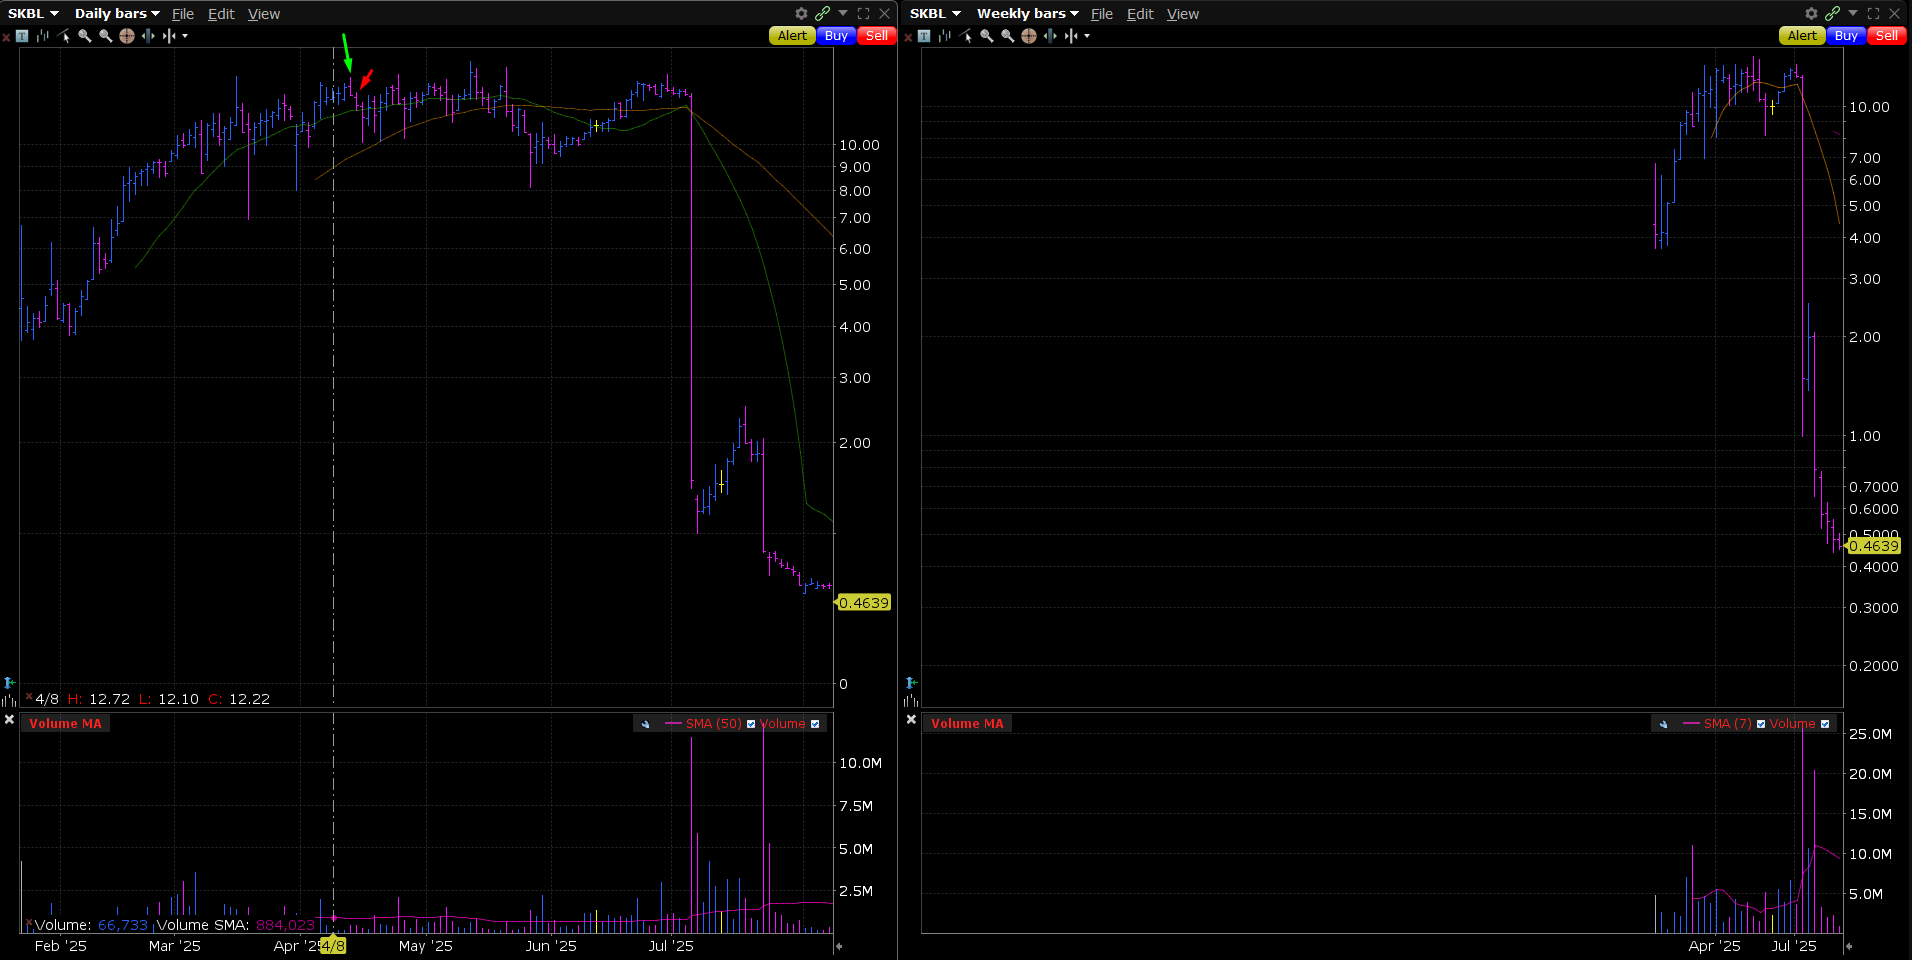 SKBL Daily bars File Edit View
Alert Buy Sell
10.00
9.00
8.00
7.00
6.00
5.00
4.00
3.00
2.00
0.4639
0
4/8 H: 12.72 L: 12.10 C: 12.22
Volume MA
SMA (50) Volume
10.0M
7.5M
5.0M
2.5M
Volume: 66,733 Volume SMA: 884,023
Feb '25 Mar '25 Apr '25 4/8 May '25 Jun '25 Jul '25
SKBL Weekly bars File Edit View
Alert Buy Sell
10.00
7.00
6.00
5.00
4.00
3.00
2.00
1.00
0.7000
0.6000
0.5000
0.4639
0.4000
0.3000
0.2000
Volume MA
SMA (7) Volume
25.0M
20.0M
15.0M
10.0M
5.0M
Apr '25 Jul '25